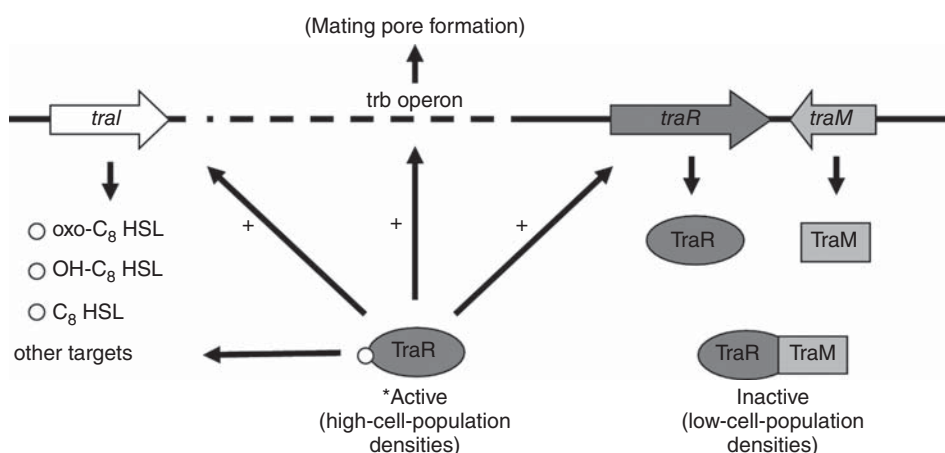 (Mating pore formation)
trb operon
traI
traR
traM
oxo-C8 HSL
OH-C8 HSL
C8 HSL
+
+
+
TraR
TraM
other targets
TraR
TraR
TraM
*Active
(high-cell-population
densities)
Inactive
(low-cell-population
densities)